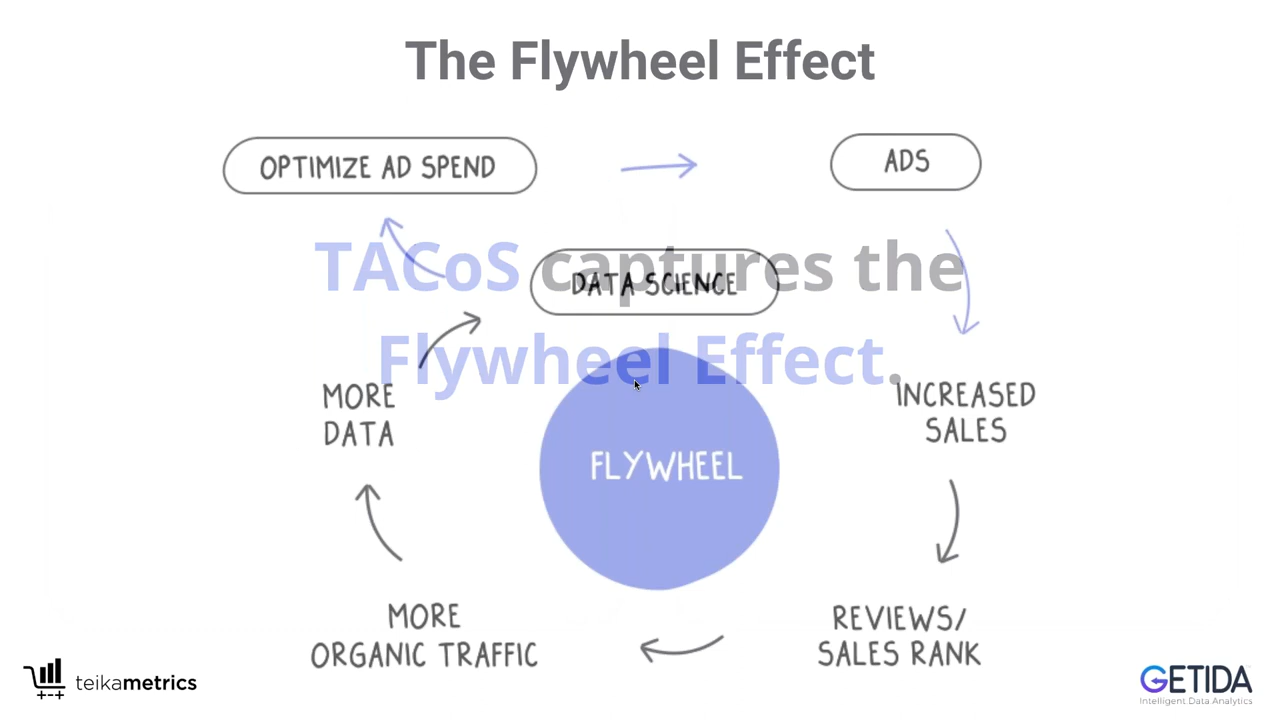 The Flywheel Effect
OPTIMIZE AD SPEND
ADS
TACoS captures the
DATA SCIENCE
Flywheel Effect.
MORE
DATA
INCREASED
SALES
FLYWHEEL
MORE
ORGANIC TRAFFIC
REVIEWS/
SALES RANK
teikametrics
GETIDA
Intelligent Data Analytics